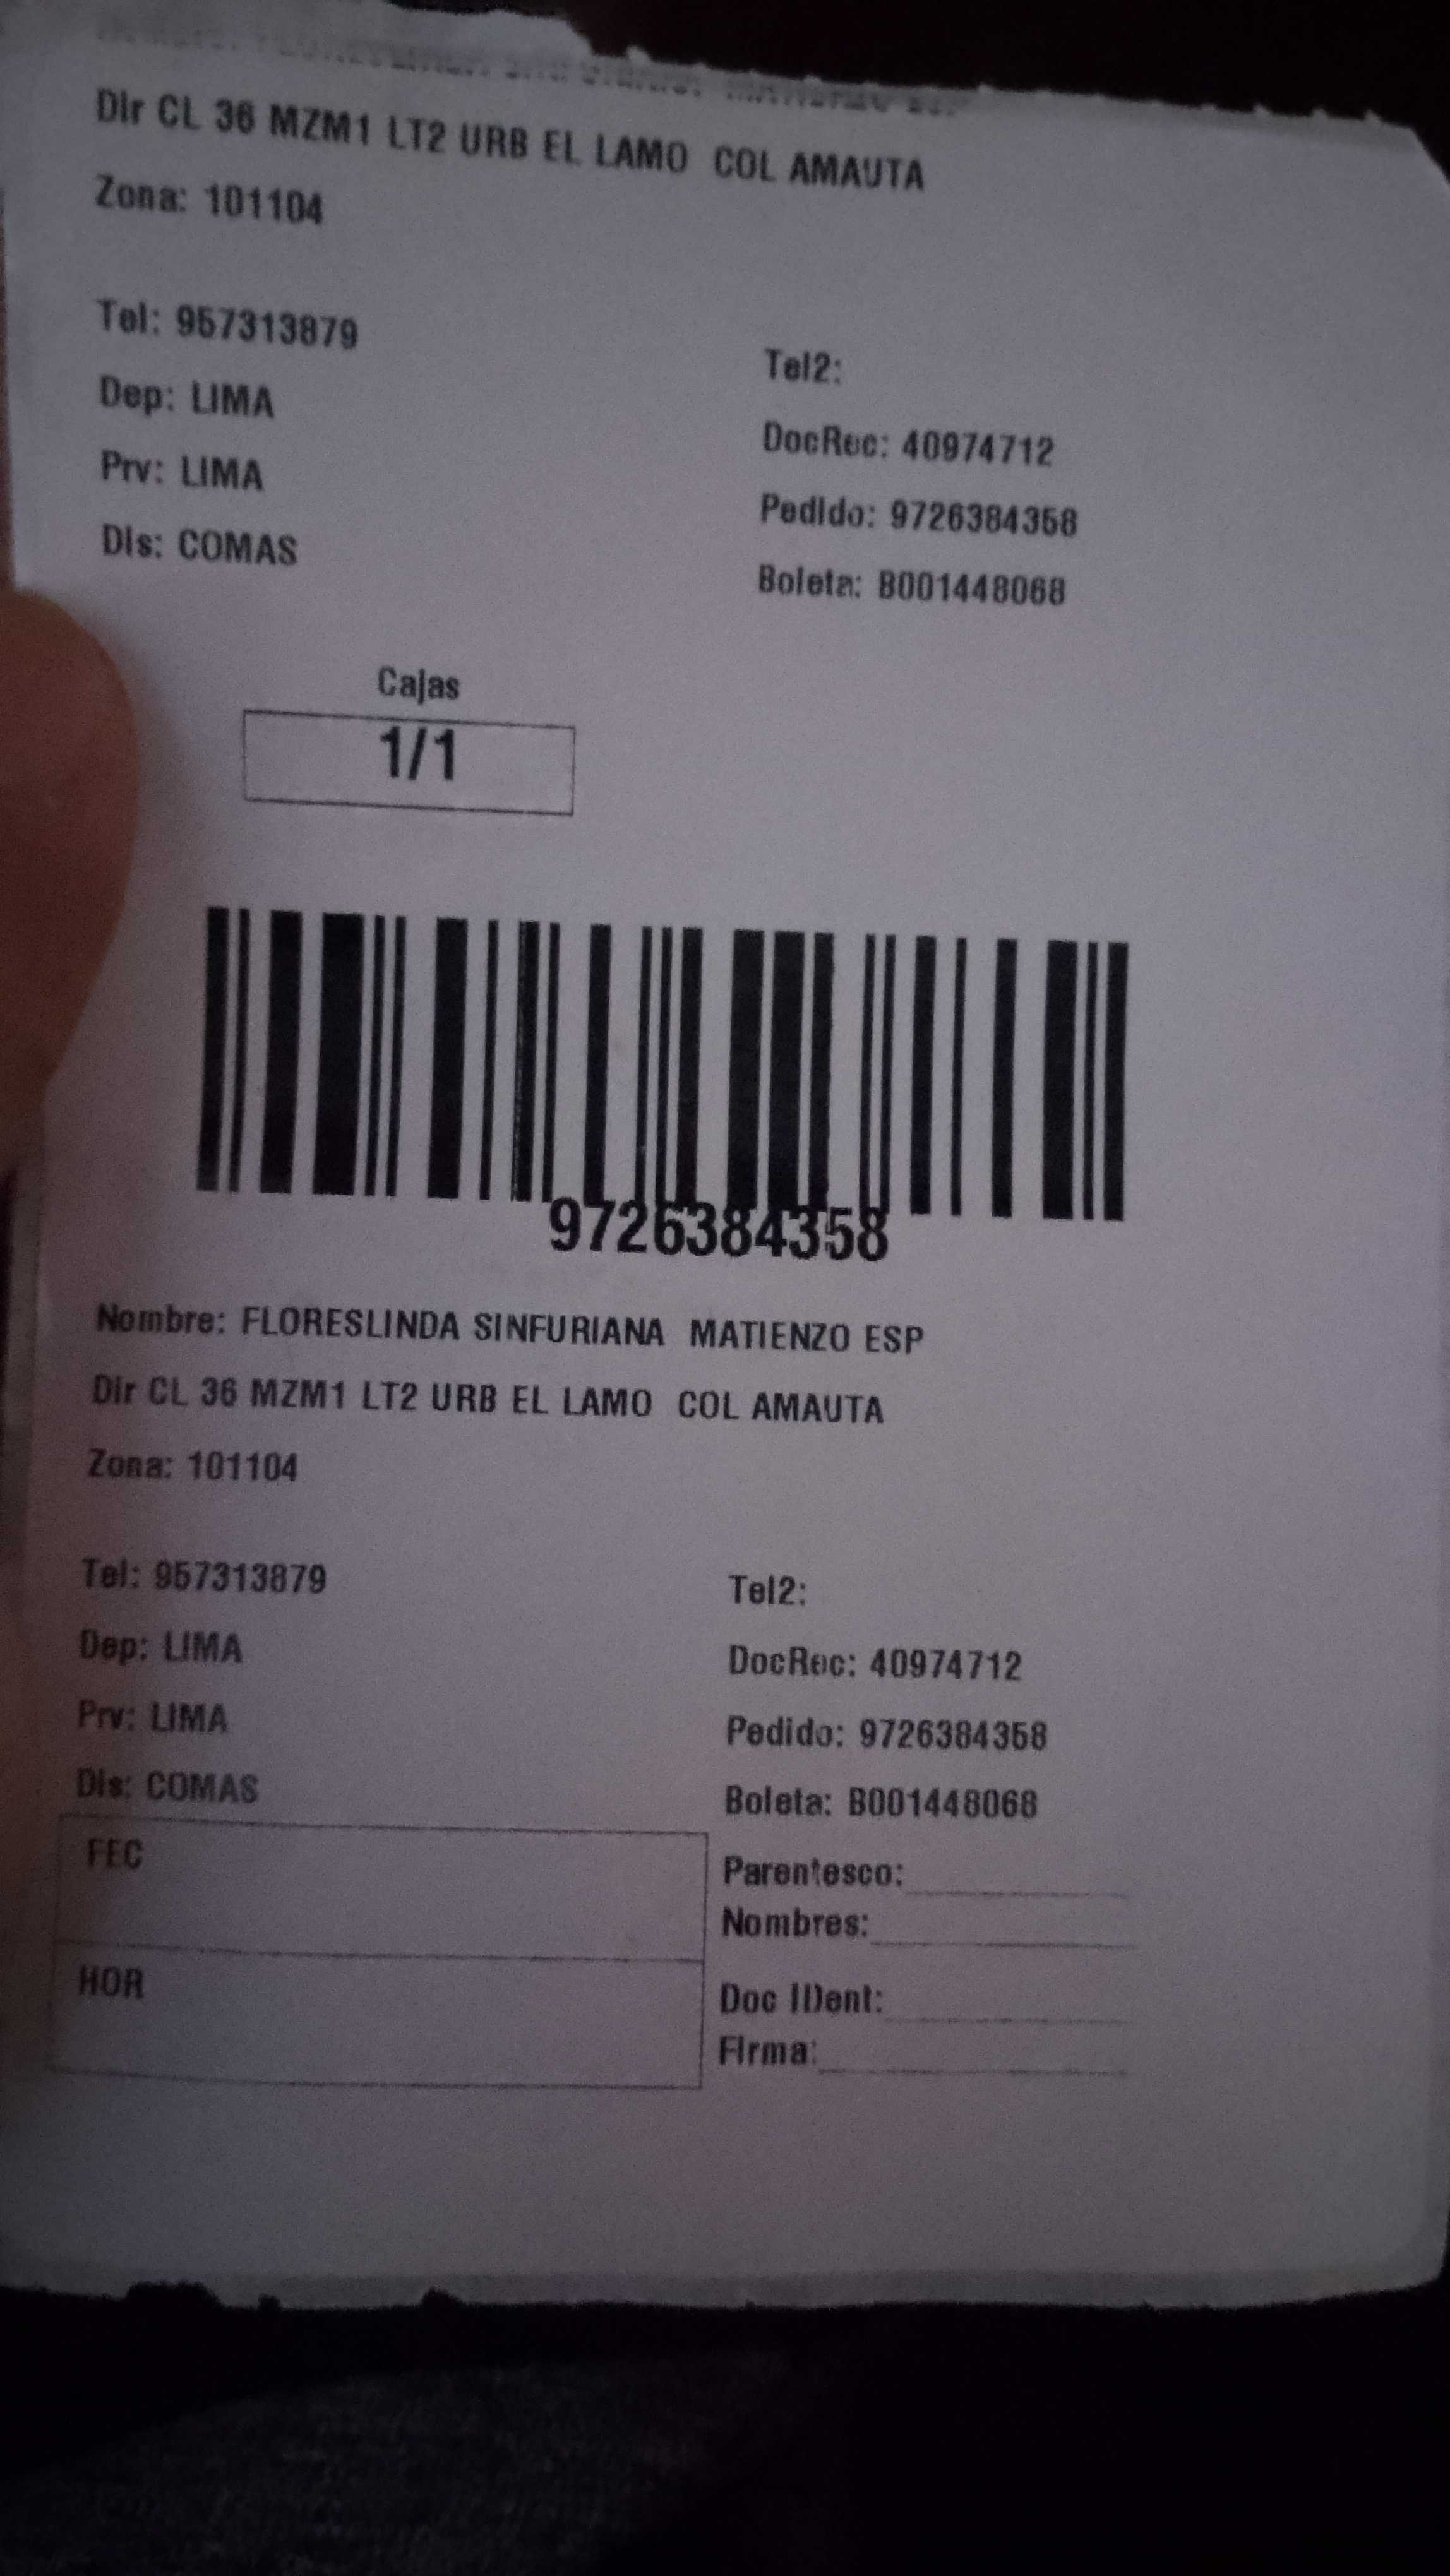 Dir CL 36 MZM1 LT2 URB EL LAMO COL AMAUTA
Zona: 101104
Tel: 957313879
Tel2:
Dep: LIMA
DocRec: 40974712
Prv: LIMA
Pedido: 9726384358
Dis: COMAS
Boleta: B001448068
Cajas
1/1
9726384358
Nombre: FLORESLINDA SINFURIANA MATIENZO ESP
Dir CL 36 MZM1 LT2 URB EL LAMO COL AMAUTA
Zona: 101104
Tel: 957313879
Tel2:
Dep: LIMA
DocRec: 40974712
Prv: LIMA
Pedido: 9726384358
Dis: COMAS
Boleta: B001448068
FEC
Parentesco:
Nombres:
HOR
Doc IDent:
Firma: